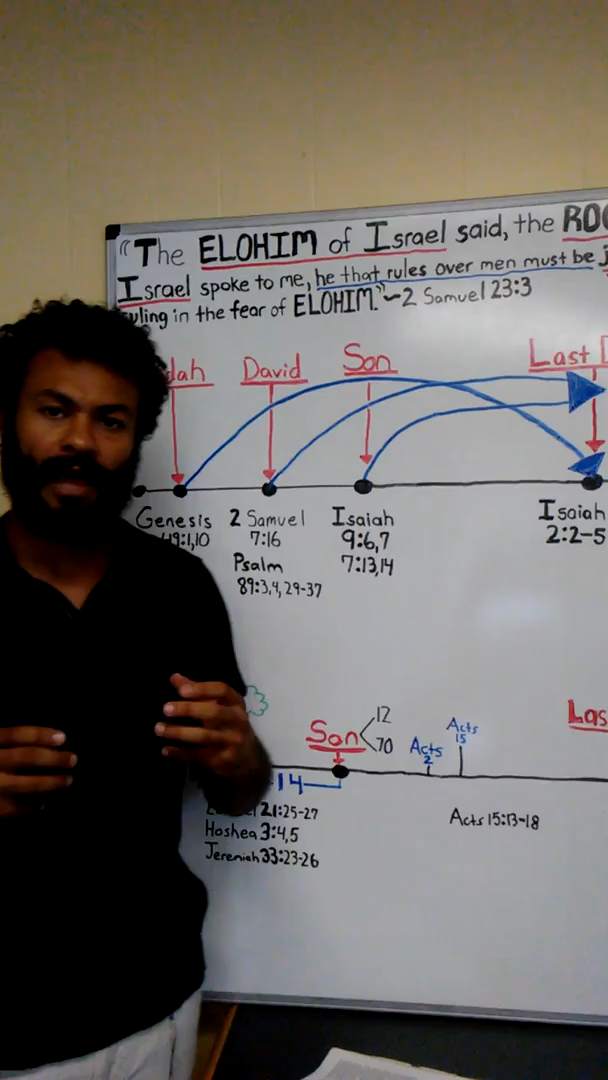 "The ELOHIM of Israel said, the
Israel spoke to me, he that rules over men must be
ruling in the fear of ELOHIM."~2 Samuel 23:3
David
Son
Last
Genesis
49:1,10
2 Samuel
7:16
Psalm
89:3,4,29-37
Isaiah
9:6,7
7:13,14
Isaiah
2:2-5
Son
12
70
Acts
2
Acts
15
14
21:25-27
Hoshea 3:4,5
Jeremiah 33:23-26
Acts 15:13-18